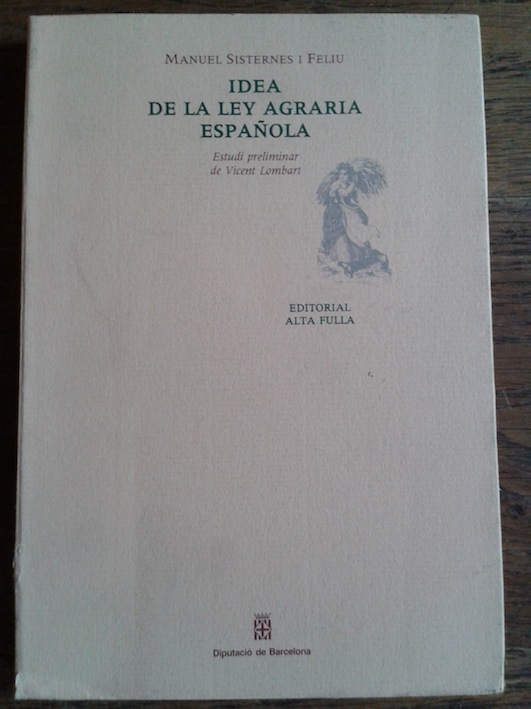 MANUEL SISTERNES I FELIU
IDEA
DE LA LEY AGRARIA
ESPAÑOLA
Estudi preliminar
de Vicent Lombart
EDITORIAL
ALTA FULLA
Diputació de Barcelona